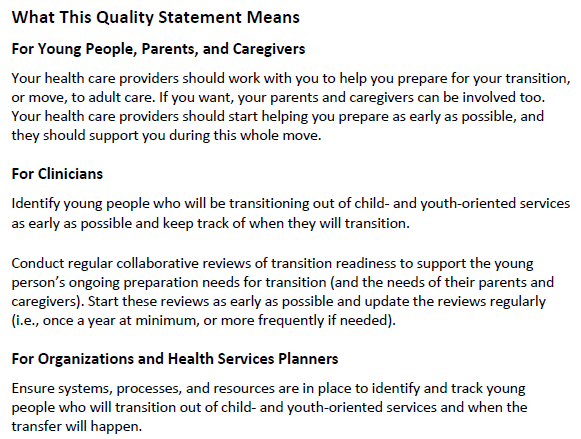 What This Quality Statement Means
For Young People, Parents, and Caregivers
Your health care providers should work with you to help you prepare for your transition,
or move, to adult care. If you want, your parents and caregivers can be involved too.
Your health care providers should start helping you prepare as early as possible, and
they should support you during this whole move.
For Clinicians
Identify young people who will be transitioning out of child- and youth-oriented services
as early as possible and keep track of when they will transition.
Conduct regular collaborative reviews of transition readiness to support the young
person’s ongoing preparation needs for transition (and the needs of their parents and
caregivers). Start these reviews as early as possible and update the reviews regularly
(i.e., once a year at minimum, or more frequently if needed).
For Organizations and Health Services Planners
Ensure systems, processes, and resources are in place to identify and track young
people who will transition out of child- and youth-oriented services and when the
transfer will happen.